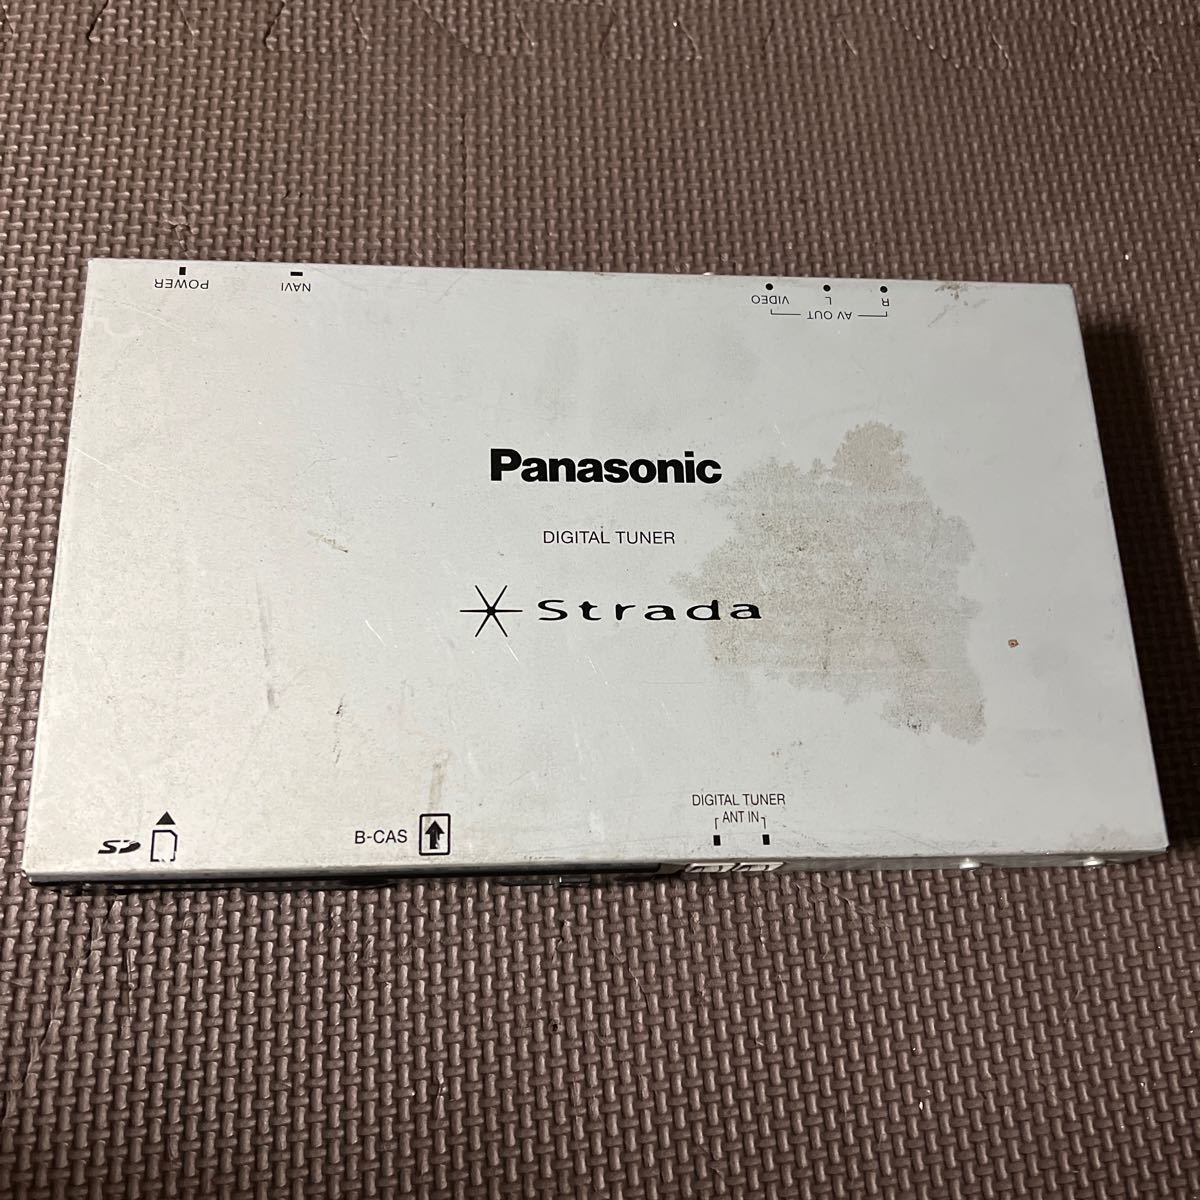 POWER
NAVI
VIDEO L R
AV OUT
Panasonic
DIGITAL TUNER
Strada
DIGITAL TUNER
ANT IN
SD
B-CAS